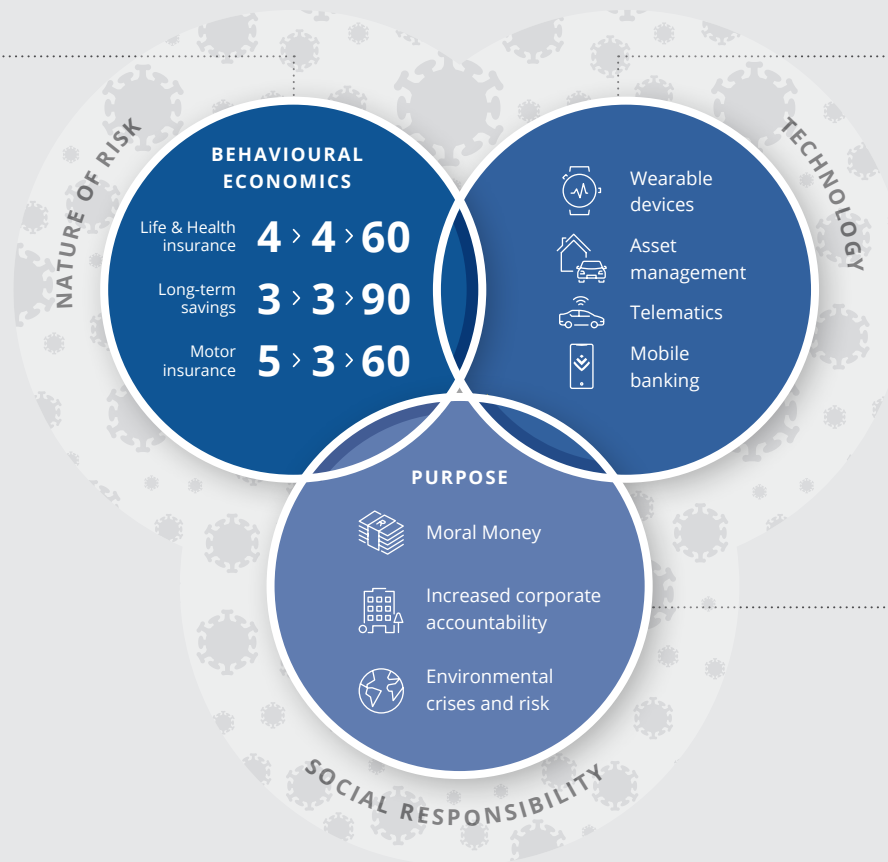 NATURE OF RISK
BEHAVIOURAL
ECONOMICS
Life & Health
insurance
4 > 4 > 60
Long-term
savings
3 > 3 > 90
Motor
insurance
5 > 3 > 60
TECHNOLOGY
Wearable
devices
Asset
management
Telematics
Mobile
banking
PURPOSE
R
Moral Money
Increased corporate
accountability
Environmental
crises and risk
SOCIAL RESPONSIBILITY